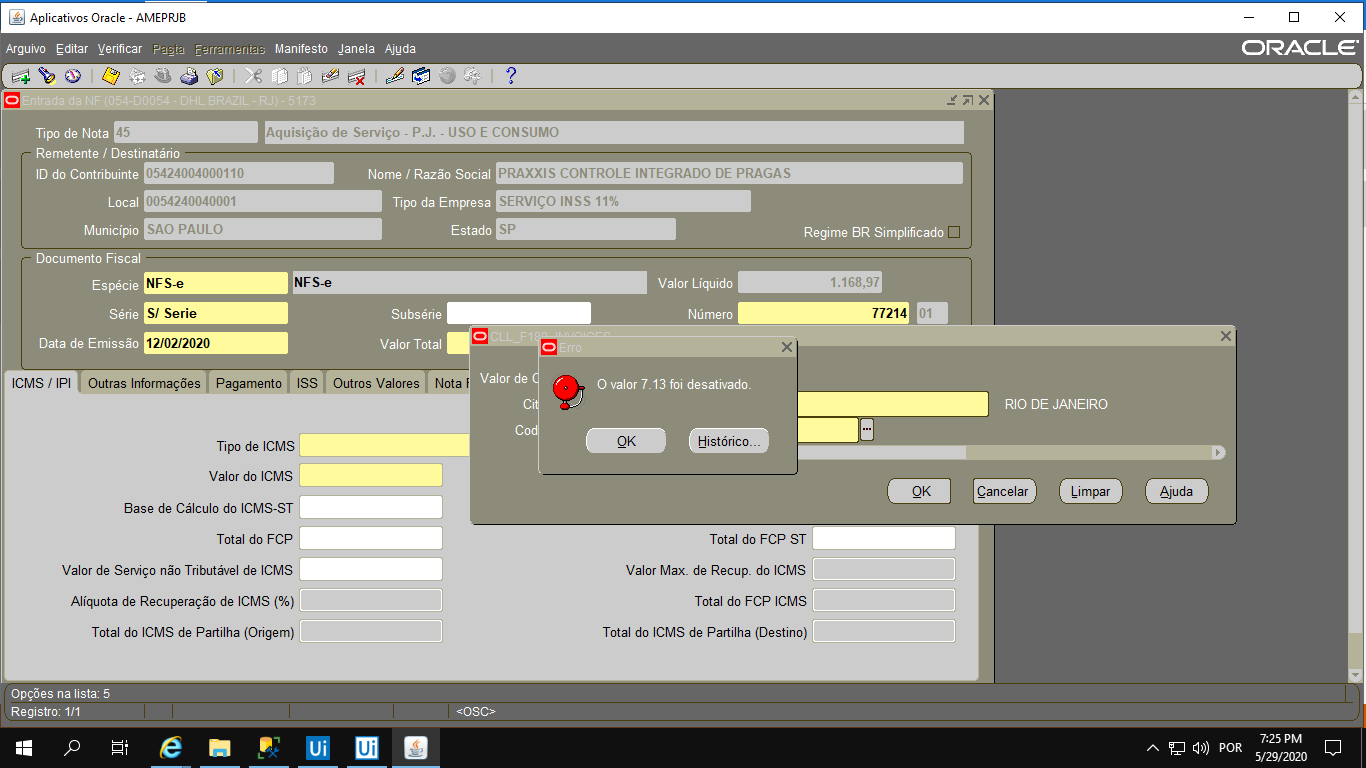 Aplicativos Oracle - AMEPRJB
Arquivo Editar Verificar Pasta Ferramentas Manifesto Janela Ajuda
ORACLE
Entrada da NF (054-D0054 - DHL BRAZIL - RJ) - 5173
Tipo de Nota 45 Aquisição de Serviço - P.J. - USO E CONSUMO
Remetente / Destinatário
ID do Contribuinte 05424004000110 Nome / Razão Social PRAXXIS CONTROLE INTEGRADO DE PRAGAS
Local 0054240040001 Tipo da Empresa SERVIÇO INSS 11%
Município SAO PAULO Estado SP Regime BR Simplificado
Documento Fiscal
Espécie NFS-e NFS-e Valor Líquido 1.168,97
Série S/ Serie Subsérie Número 77214 01
Data de Emissão 12/02/2020 Valor Total
CLL_F189_INVOICES
Erro
O valor 7.13 foi desativado.
OK Histórico...
Valor de C
Cit RIO DE JANEIRO
Cod
OK Cancelar Limpar Ajuda
ICMS / IPI Outras Informações Pagamento ISS Outros Valores Nota F
Tipo de ICMS
Valor do ICMS
Base de Cálculo do ICMS-ST
Total do FCP Total do FCP ST
Valor de Serviço não Tributável de ICMS Valor Max. de Recup. do ICMS
Alíquota de Recuperação de ICMS (%) Total do FCP ICMS
Total do ICMS de Partilha (Origem) Total do ICMS de Partilha (Destino)
Opções na lista: 5
Registro: 1/1 <OSC>
Ui Ui POR 7:25 PM
5/29/2020